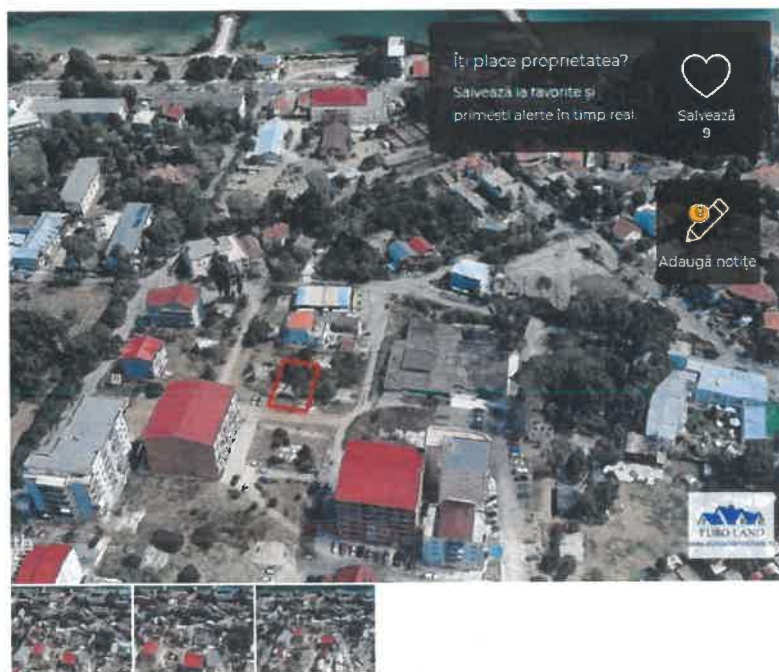 Îți place proprietatea?
Salvează la favorite și
primești alerte în timp real.
Salvează
9
Adaugă notițe
EURO LAND